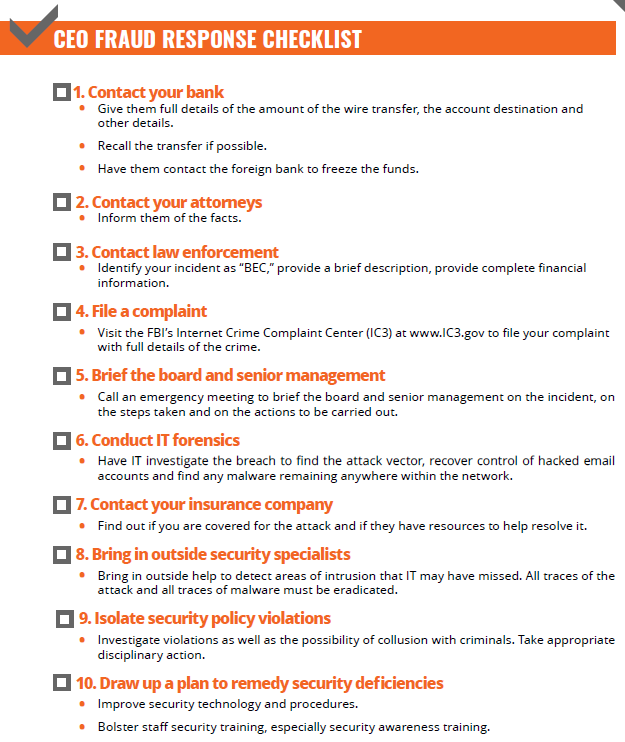 CEO FRAUD RESPONSE CHECKLIST
1. Contact your bank
• Give them full details of the amount of the wire transfer, the account destination and
other details.
• Recall the transfer if possible.
• Have them contact the foreign bank to freeze the funds.
2. Contact your attorneys
• Inform them of the facts.
3. Contact law enforcement
• Identify your incident as “BEC,” provide a brief description, provide complete financial
information.
4. File a complaint
• Visit the FBI’s Internet Crime Complaint Center (IC3) at www.IC3.gov to file your complaint
with full details of the crime.
5. Brief the board and senior management
• Call an emergency meeting to brief the board and senior management on the incident, on
the steps taken and on the actions to be carried out.
6. Conduct IT forensics
• Have IT investigate the breach to find the attack vector, recover control of hacked email
accounts and find any malware remaining anywhere within the network.
7. Contact your insurance company
• Find out if you are covered for the attack and if they have resources to help resolve it.
8. Bring in outside security specialists
• Bring in outside help to detect areas of intrusion that IT may have missed. All traces of the
attack and all traces of malware must be eradicated.
9. Isolate security policy violations
• Investigate violations as well as the possibility of collusion with criminals. Take appropriate
disciplinary action.
10. Draw up a plan to remedy security deficiencies
• Improve security technology and procedures.
• Bolster staff security training, especially security awareness training.